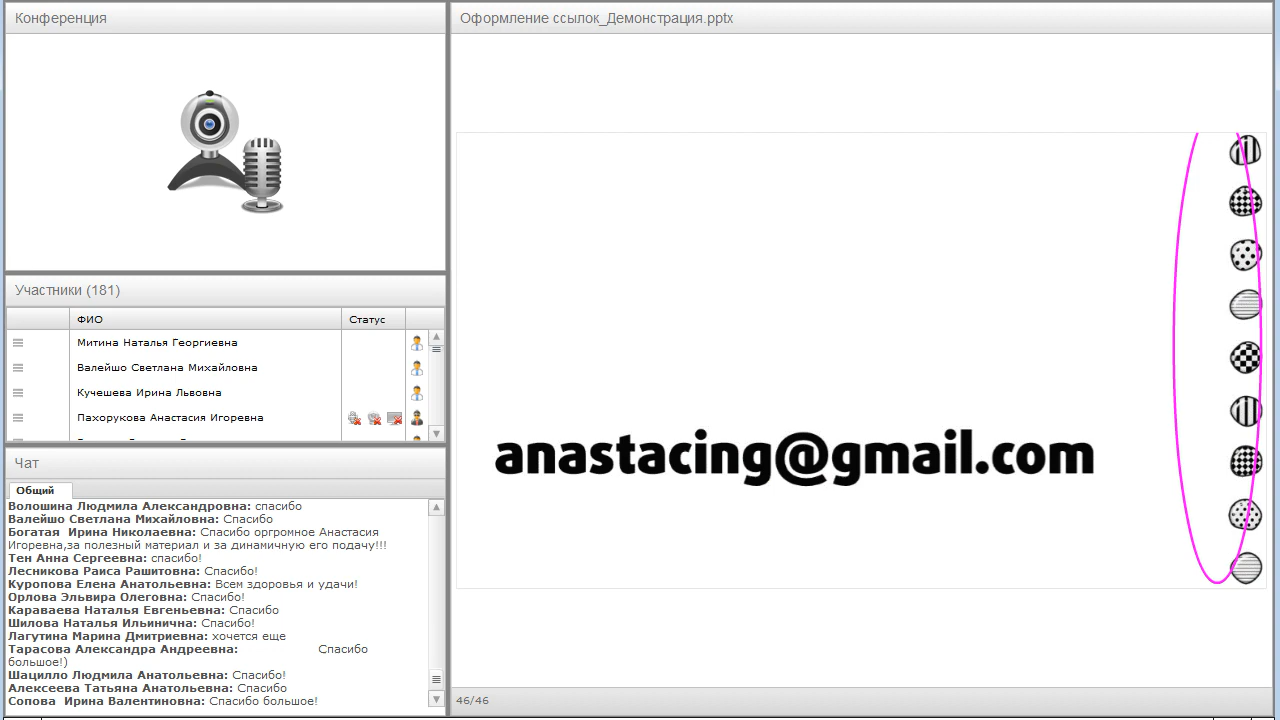 Конференция
Участники (181)
ФИО Статус
Митина Наталья Георгиевна
Валейшо Светлана Михайловна
Кучешева Ирина Львовна
Пахорукова Анастасия Игоревна
Чат
Общий
Волошина Людмила Александровна: спасибо
Валейшо Светлана Михайловна: Спасибо
Богатая Ирина Николаевна: Спасибо оргромное Анастасия
Игоревна,за полезный материал и за динамичную его подачу!!!
Тен Анна Сергеевна: спасибо!
Лесникова Раиса Рашитовна: Спасибо!
Куропова Елена Анатольевна: Всем здоровья и удачи!
Орлова Эльвира Олеговна: Спасибо!
Караваева Наталья Евгеньевна: Спасибо
Шилова Наталья Ильинична: Спасибо!
Лагутина Марина Дмитриевна: хочется еще
Тарасова Александра Андреевна: Спасибо
большое!)
Шацилло Людмила Анатольевна: Спасибо!
Алексеева Татьяна Анатольевна: Спасибо
Сопова Ирина Валентиновна: Спасибо большое!
Оформление ссылок_Демонстрация.pptx
anastacing@gmail.com
46/46